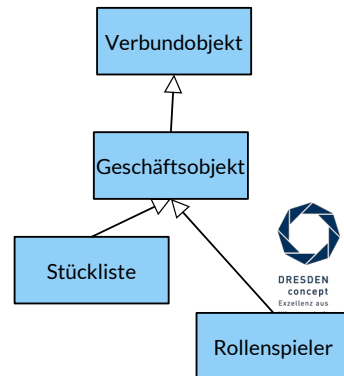 Verbundobjekt
Geschäftsobjekt
Stückliste
DRESDEN
concept
Exzellenz aus
Rollenspieler